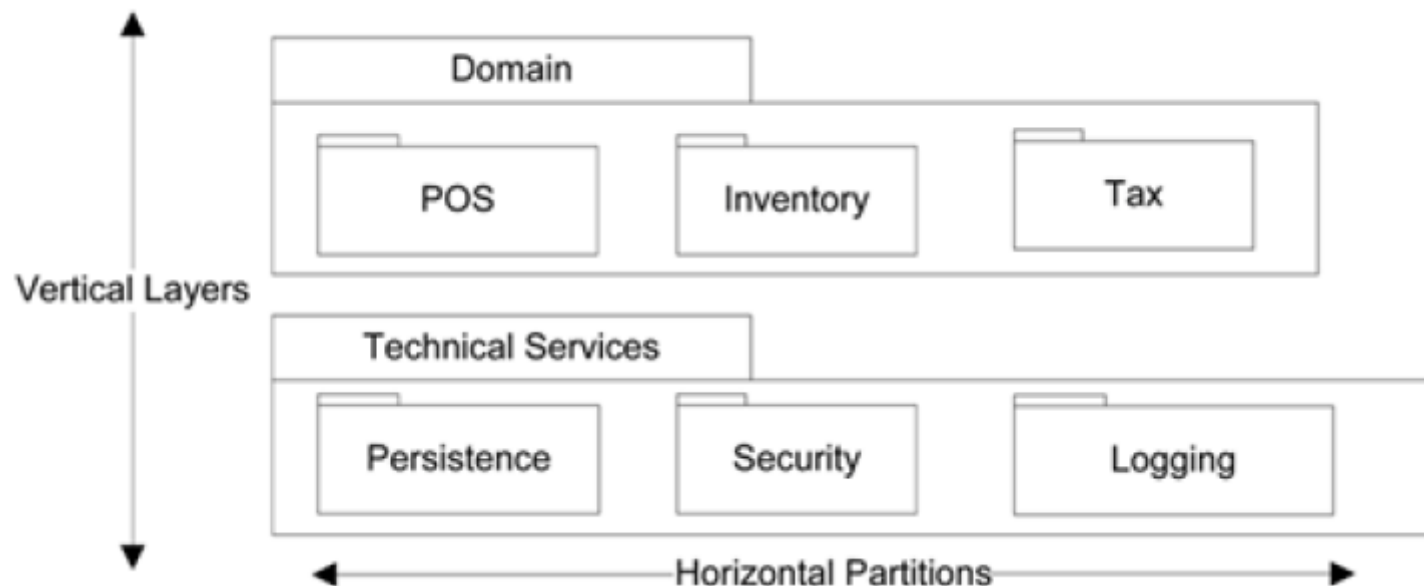 Domain
POS
Inventory
Tax
Vertical Layers
Technical Services
Persistence
Security
Logging
Horizontal Partitions